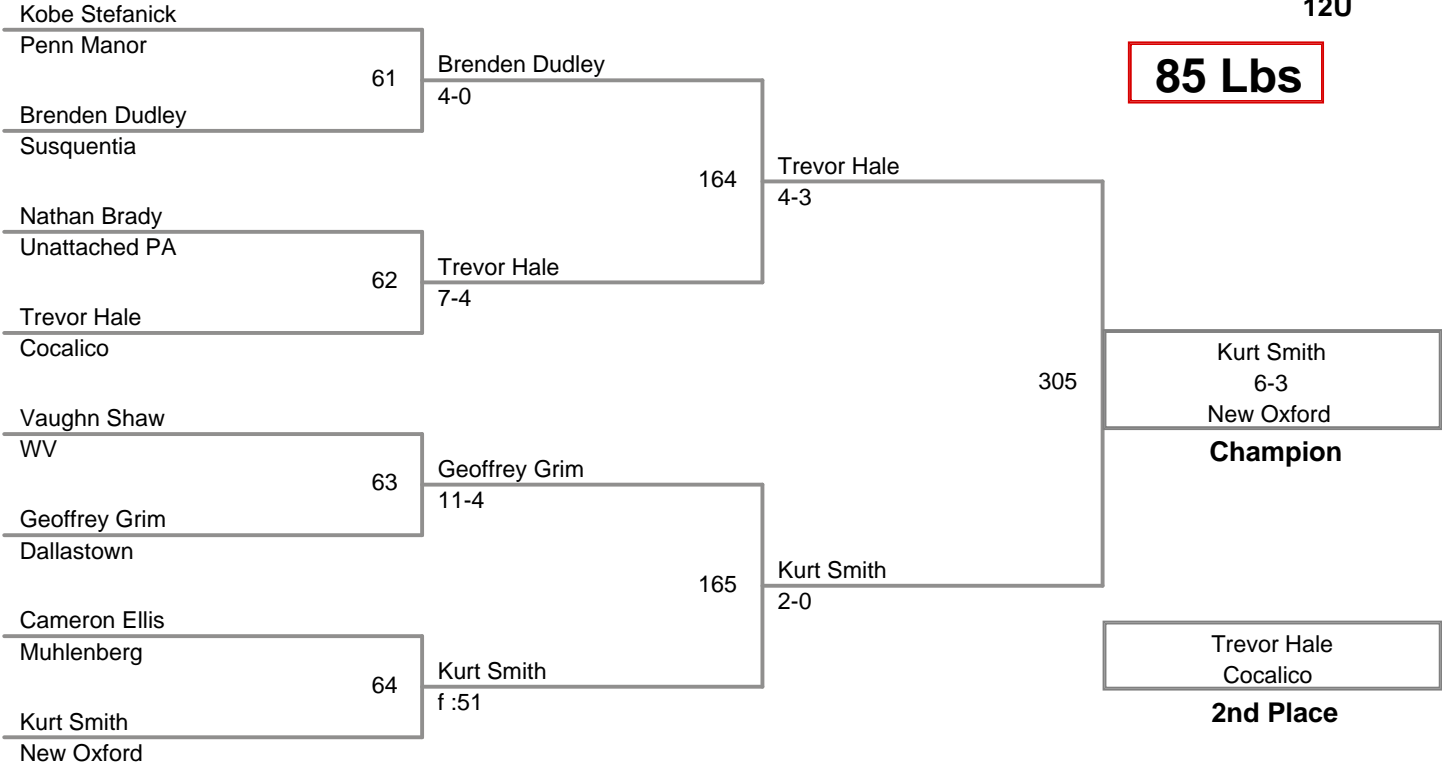 12U
85 Lbs
Kobe Stefanick
Penn Manor
61
Brenden Dudley
Susquentia
Brenden Dudley
4-0
Nathan Brady
Unattached PA
62
Trevor Hale
Cocalico
Trevor Hale
7-4
164
Trevor Hale
4-3
Vaughn Shaw
WV
63
Geoffrey Grim
Dallastown
Geoffrey Grim
11-4
Cameron Ellis
Muhlenberg
64
Kurt Smith
New Oxford
Kurt Smith
f :51
165
Kurt Smith
2-0
305
Kurt Smith
6-3
New Oxford
Champion
Trevor Hale
Cocalico
2nd Place